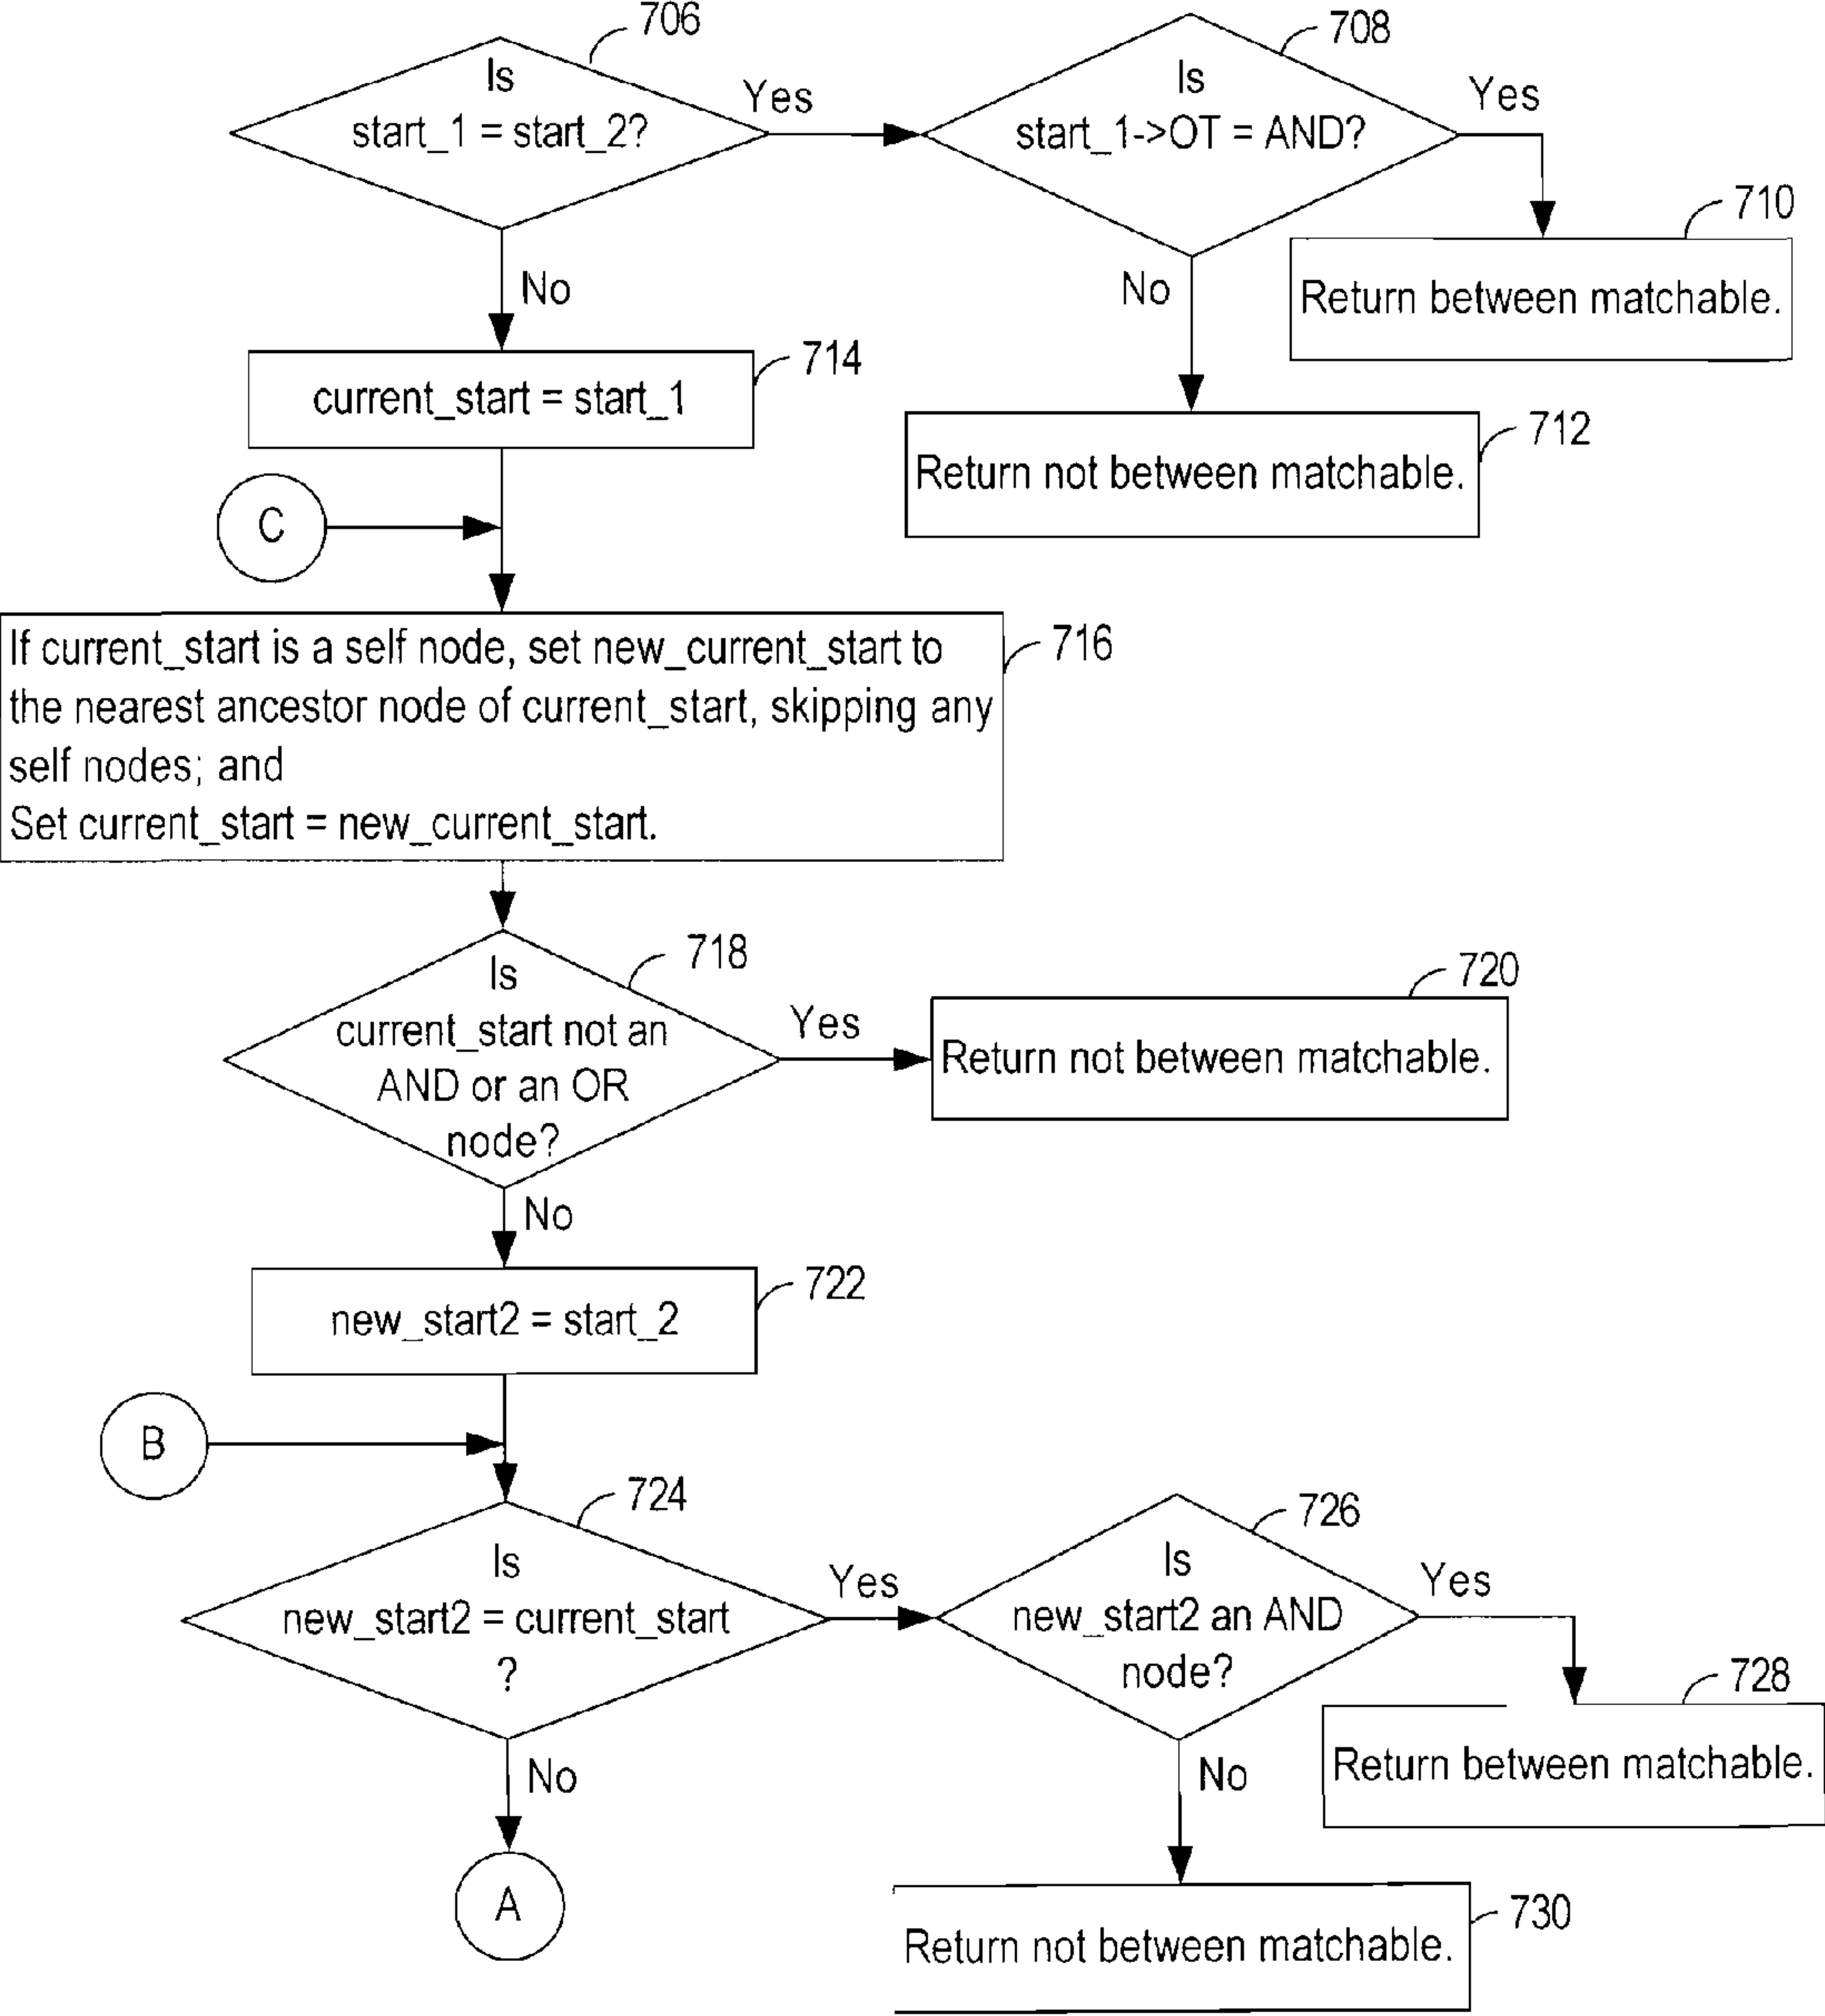 706
Is
start_1 = start_2?
Yes
708
Is
start_1->OT = AND?
Yes
710
Return between matchable.
No
No
714
current_start = start_1
712
Return not between matchable.
C
716
If current_start is a self node, set new_current_start to
the nearest ancestor node of current_start, skipping any
self nodes; and
Set current_start = new_current_start.
718
Is
current_start not an
AND or an OR
node?
Yes
720
Return not between matchable.
No
722
new_start2 = start_2
B
724
Is
new_start2 = current_start
?
Yes
726
Is
new_start2 an AND
node?
Yes
728
Return between matchable.
No
No
A
730
Return not between matchable.